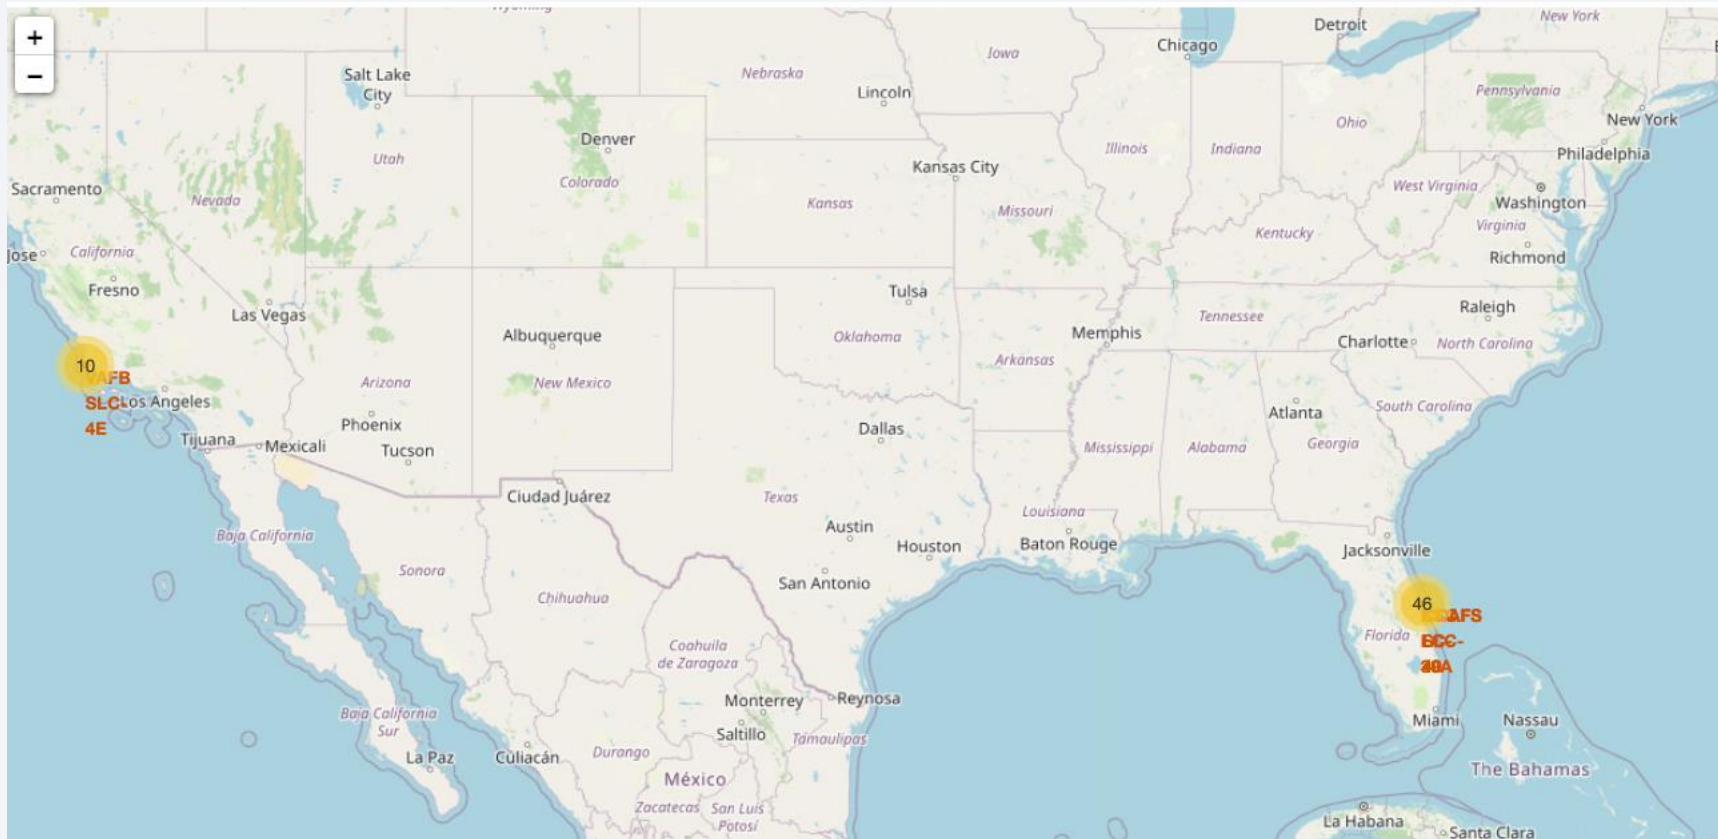 Wyoming
Detroit
New York
+
−
Chicago
Iowa
Salt Lake
City
Nebraska
Lincoln
Pennsylvania
New York
Denver
Ohio
Utah
Illinois
Indiana
Philadelphia
Kansas City
Colorado
Sacramento
Nevada
Kansas
Missouri
West Virginia
Washington
Virginia
Kentucky
California
Jose
Richmond
Fresno
Las Vegas
Tulsa
Raleigh
Albuquerque
Oklahoma
Memphis
Tennessee
Charlotte
North Carolina
10
VAFB
SLC-
4E
Los Angeles
Arizona
New Mexico
Arkansas
Phoenix
Dallas
Atlanta
South Carolina
Tijuana
Mexicali
Tucson
Mississippi
Alabama
Georgia
Ciudad Juárez
Texas
Louisiana
Baja California
Austin
Houston
Baton Rouge
Jacksonville
Sonora
Chihuahua
San Antonio
46
Florida
Coahuila
de Zaragoza
Monterrey
Reynosa
Baja California
Sur
Saltillo
Tamaulipas
Miami
Nassau
La Paz
Culiacán
Durango
México
The Bahamas
Zacatecas
San Luis
Potosí
La Habana
Santa Clara